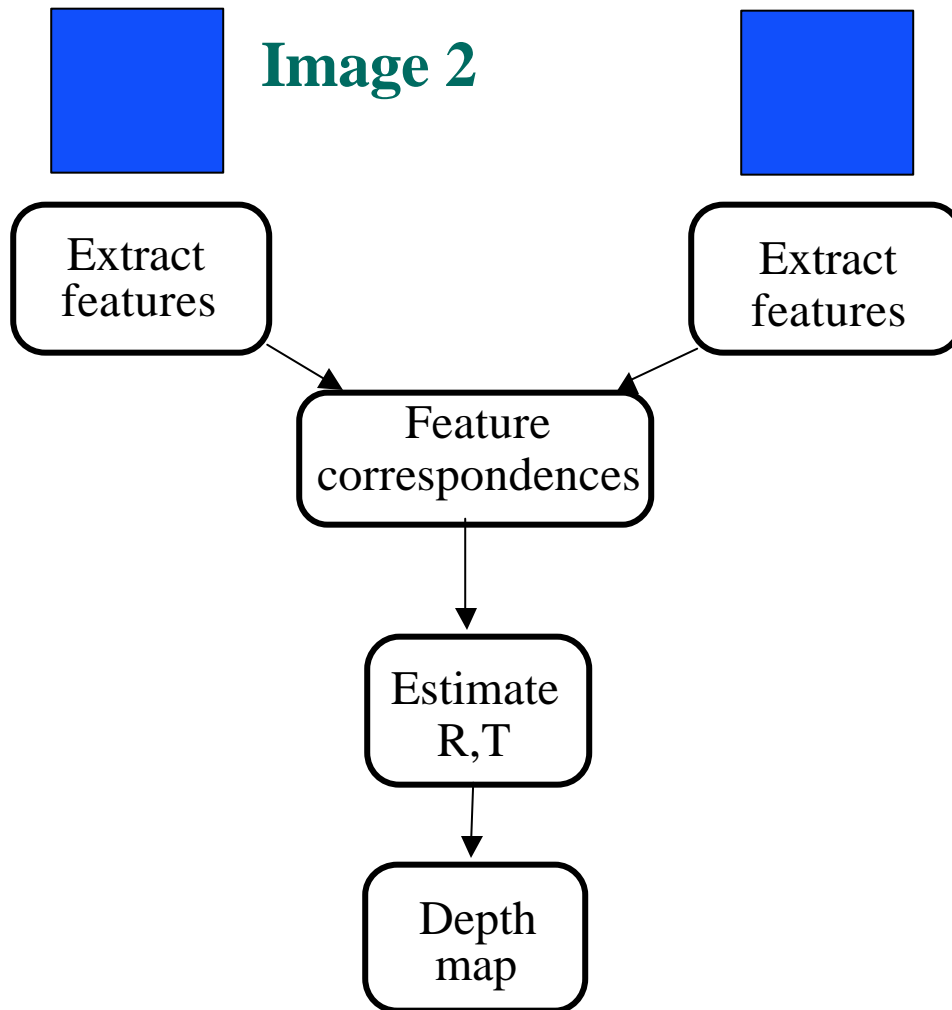 Image 2
Extract
features
Extract
features
Feature
correspondences
Estimate
R,T
Depth
map